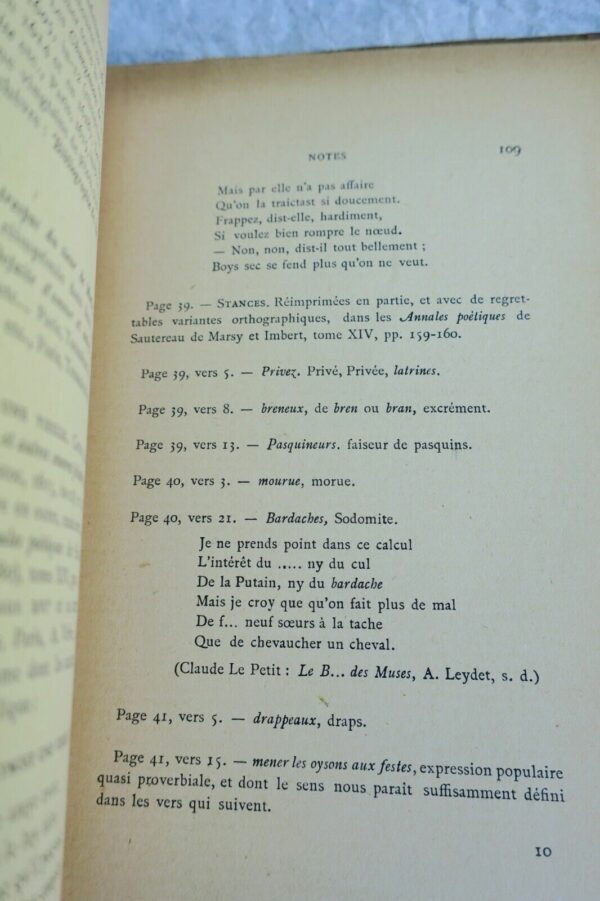 NOTES 109
Mais par elle n'a pas affaire
Qu'on la traictast si doucement.
Frappez, dist-elle, hardiment,
Si voulez bien rompre le nœud.
— Non, non, dist-il tout bellement ;
Boys sec se fend plus qu'on ne veut.
Page 39. — STANCES. Réimprimées en partie, et avec de regret-
tables variantes orthographiques, dans les Annales poëtiques de
Sautereau de Marsy et Imbert, tome XIV, pp. 159-160.
Page 39, vers 5. — Privez. Privé, Privée, latrines.
Page 39, vers 8. — breneux, de bren ou bran, excrément.
Page 39, vers 13. — Pasquineurs. faiseur de pasquins.
Page 40, vers 3. — mourue, morue.
Page 40, vers 21. — Bardaches, Sodomite.
Je ne prends point dans ce calcul
L'intérêt du ..... ny du cul
De la Putain, ny du bardache
Mais je croy que qu'on fait plus de mal
De f... neuf sœurs à la tache
Que de chevaucher un cheval.
(Claude Le Petit : Le B... des Muses, A. Leydet, s. d.)
Page 41, vers 5. — drappeaux, draps.
Page 41, vers 15. — mener les oysons aux festes, expression populaire
quasi proverbiale, et dont le sens nous parait suffisamment défini
dans les vers qui suivent.
10